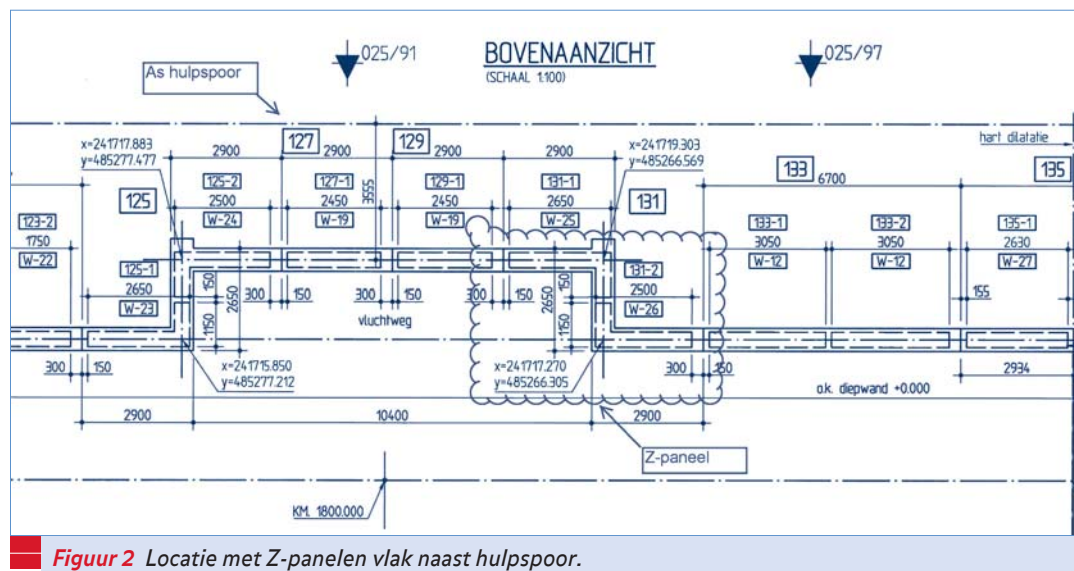 025/91
BOVENAANZICHT
(SCHAAL 1:100)
025/97
As hulpspoor
x=241717.883
y=485277.477
2900
127
2900
129
2900
2900
x=241719.303
y=485266.569
hart dilatatie
133
6700
135
3555
125
125-2
2500
W-24
127-1
2450
W-19
129-1
2450
W-19
131-1
2650
W-25
131
123-2
1750
W-22
133-1
3050
W-12
133-2
3050
W-12
135-1
2630
W-27
125-1
2650
W-23
150
1150
2650
300
150
150
300
150
vluchtweg
2650
150
1150
131-2
2500
W-26
155
300
150
x=241715.850
y=485277.212
x=241717.270
y=485266.305
300
150
2934
o.k. diepwand +0.000
2900
10400
2900
Z-paneel
KM. 1800.000
Figuur 2 Locatie met Z-panelen vlak naast hulpspoor.